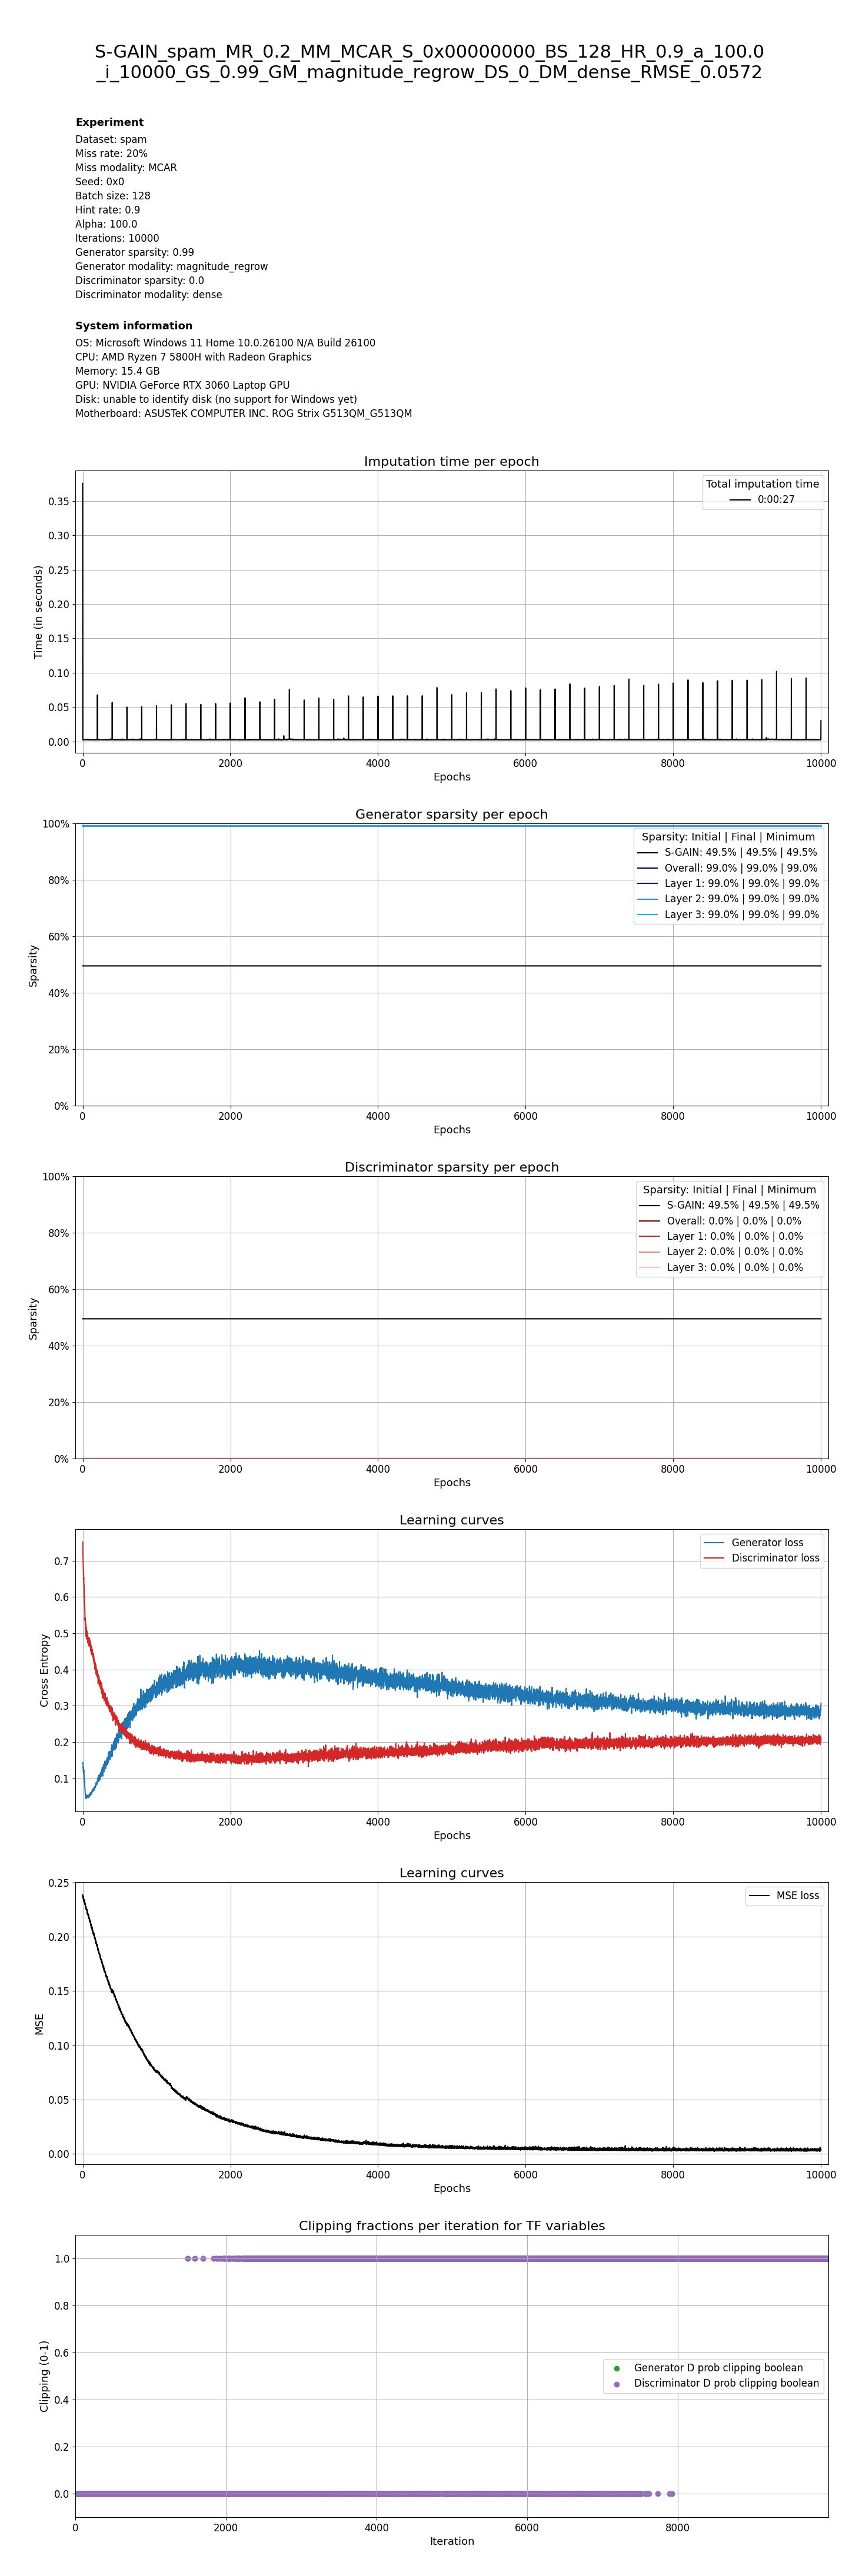 S-GAIN_spam_MR_0.2_MM_MCAR_S_0x00000000_BS_128_HR_0.9_a_100.0
_i_10000_GS_0.99_GM_magnitude_regrow_DS_0_DM_dense_RMSE_0.0572
Experiment
Dataset: spam
Miss rate: 20%
Miss modality: MCAR
Seed: 0x0
Batch size: 128
Hint rate: 0.9
Alpha: 100.0
Iterations: 10000
Generator sparsity: 0.99
Generator modality: magnitude_regrow
Discriminator sparsity: 0.0
Discriminator modality: dense
System information
OS: Microsoft Windows 11 Home 10.0.26100 N/A Build 26100
CPU: AMD Ryzen 7 5800H with Radeon Graphics
Memory: 15.4 GB
GPU: NVIDIA GeForce RTX 3060 Laptop GPU
Disk: unable to identify disk (no support for Windows yet)
Motherboard: ASUSTeK COMPUTER INC. ROG Strix G513QM_G513QM
Imputation time per epoch
Total imputation time
0:00:27
0.35
0.30
0.25
0.20
0.15
0.10
0.05
0.00
Time (in seconds)
0 2000 4000 6000 8000 10000
Epochs
Generator sparsity per epoch
Sparsity: Initial | Final | Minimum
S-GAIN: 49.5% | 49.5% | 49.5%
Overall: 99.0% | 99.0% | 99.0%
Layer 1: 99.0% | 99.0% | 99.0%
Layer 2: 99.0% | 99.0% | 99.0%
Layer 3: 99.0% | 99.0% | 99.0%
100%
80%
60%
40%
20%
0%
Sparsity
0 2000 4000 6000 8000 10000
Epochs
Discriminator sparsity per epoch
Sparsity: Initial | Final | Minimum
S-GAIN: 49.5% | 49.5% | 49.5%
Overall: 0.0% | 0.0% | 0.0%
Layer 1: 0.0% | 0.0% | 0.0%
Layer 2: 0.0% | 0.0% | 0.0%
Layer 3: 0.0% | 0.0% | 0.0%
100%
80%
60%
40%
20%
0%
Sparsity
0 2000 4000 6000 8000 10000
Epochs
Learning curves
Generator loss
Discriminator loss
0.7
0.6
0.5
0.4
0.3
0.2
0.1
Cross Entropy
0 2000 4000 6000 8000 10000
Epochs
Learning curves
MSE loss
0.25
0.20
0.15
0.10
0.05
0.00
MSE
0 2000 4000 6000 8000 10000
Epochs
Clipping fractions per iteration for TF variables
1.0
0.8
0.6
0.4
0.2
0.0
Clipping (0-1)
Generator D prob clipping boolean
Discriminator D prob clipping boolean
0 2000 4000 6000 8000
Iteration